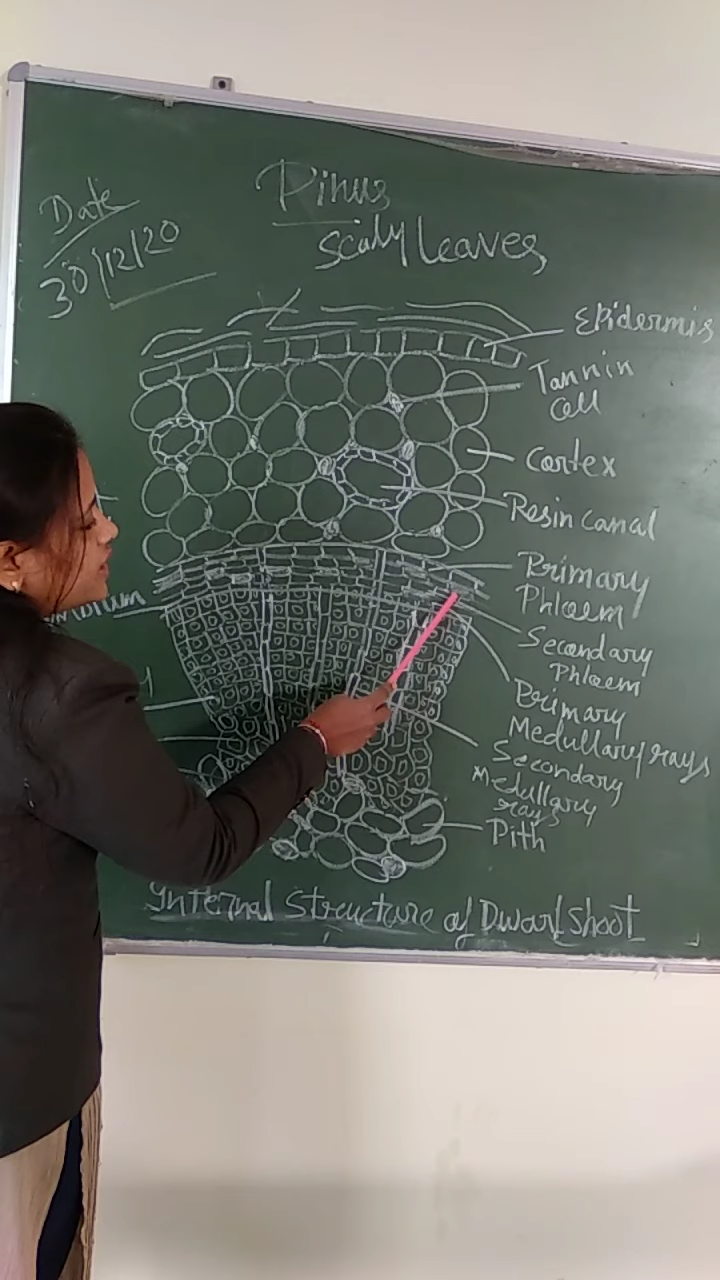 Date
30/12/20
Pinus
scaly leaves
Epidermis
Tannin
cell
Cortex
Resin canal
Primary
Phloem
Secondary
Phloem
Primary
Medullary rays
Secondary
Medullary
rays
Pith
Internal Structure of Dwarf Shoot